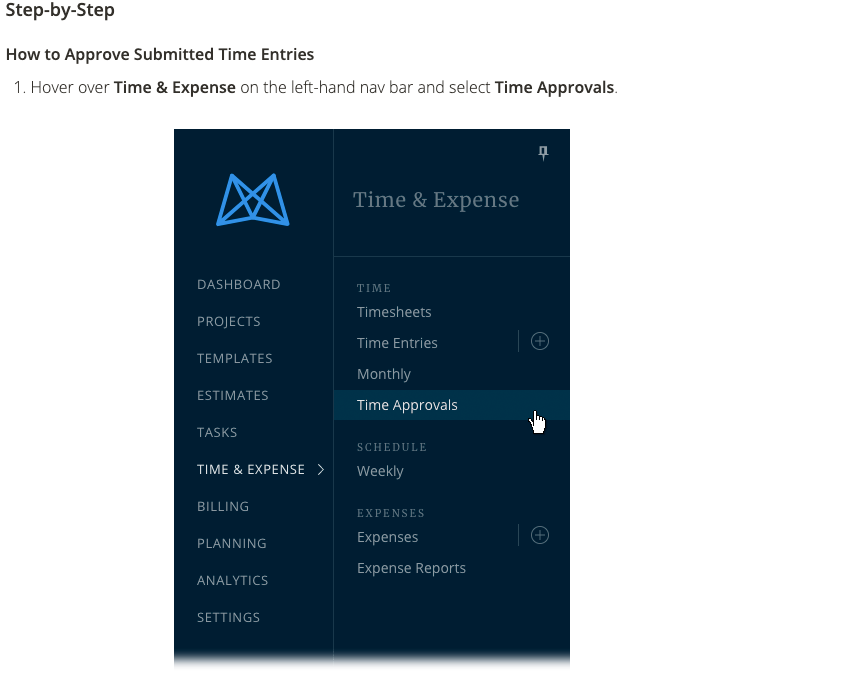 Step-by-Step
How to Approve Submitted Time Entries
1. Hover over Time & Expense on the left-hand nav bar and select Time Approvals.
Time & Expense
DASHBOARD
PROJECTS
TEMPLATES
ESTIMATES
TASKS
TIME & EXPENSE
BILLING
PLANNING
ANALYTICS
SETTINGS
TIME
Timesheets
Time Entries
Monthly
Time Approvals
SCHEDULE
Weekly
EXPENSES
Expenses
Expense Reports